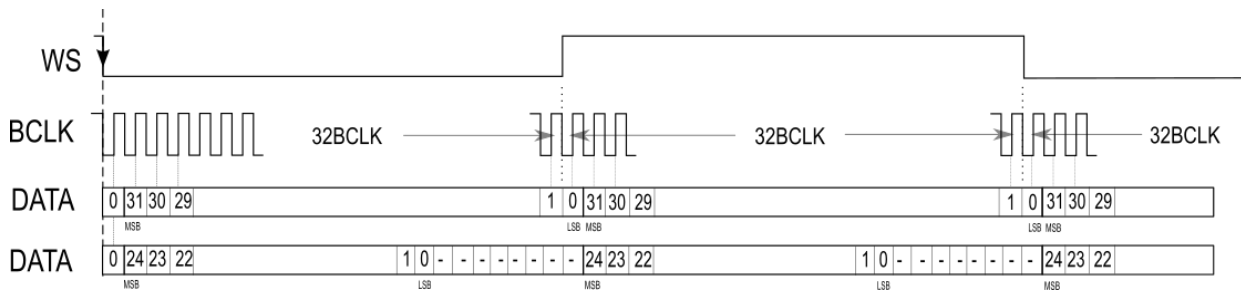 WS
BCLK 32BCLK 32BCLK 32BCLK
DATA 0 31 30 29 1 0 31 30 29 1 0 31 30 29
MSB LSB MSB LSB MSB
DATA 0 24 23 22 1 0 - - - - - - - 24 23 22 1 0 - - - - - - - 24 23 22
MSB LSB MSB LSB MSB